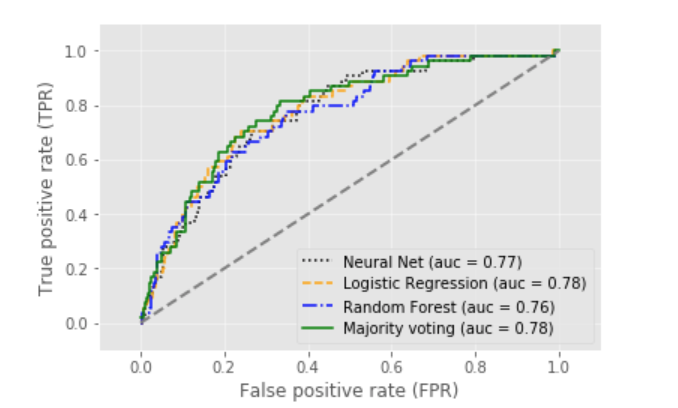 1.0
0.8
0.6
0.4
0.2
0.0
True positive rate (TPR)
Neural Net (auc = 0.77)
Logistic Regression (auc = 0.78)
Random Forest (auc = 0.76)
Majority voting (auc = 0.78)
0.0 0.2 0.4 0.6 0.8 1.0
False positive rate (FPR)